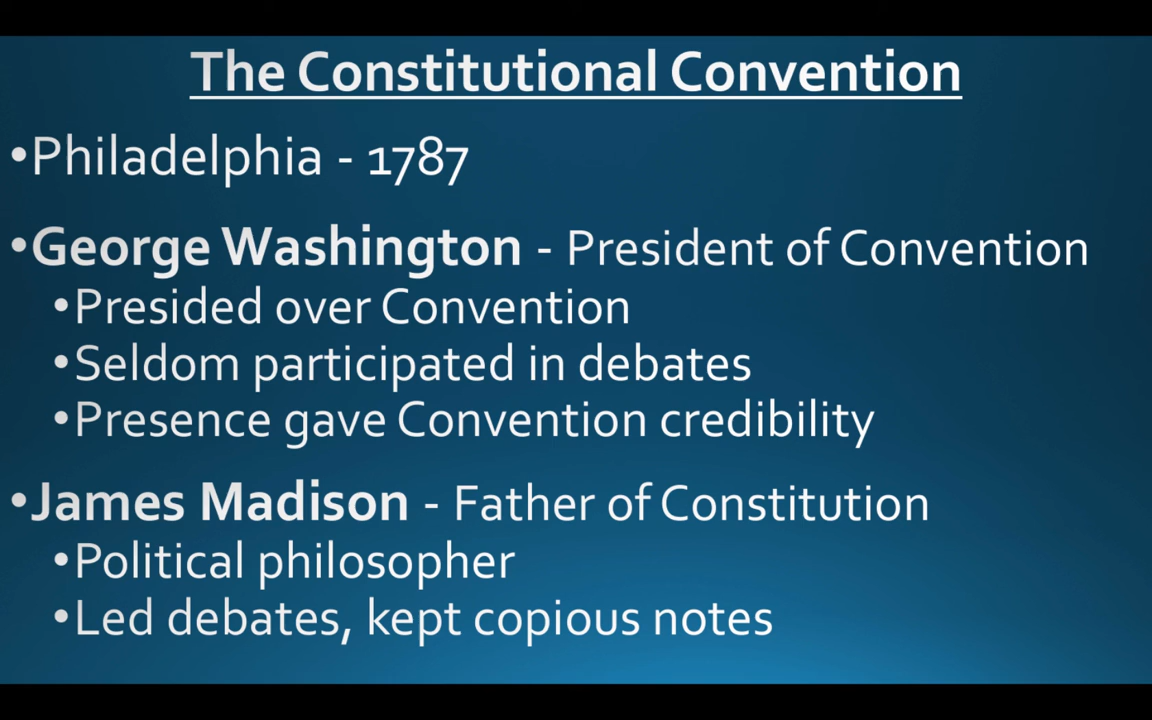 The Constitutional Convention
•Philadelphia - 1787
•George Washington - President of Convention
•Presided over Convention
•Seldom participated in debates
•Presence gave Convention credibility
•James Madison - Father of Constitution
•Political philosopher
•Led debates, kept copious notes